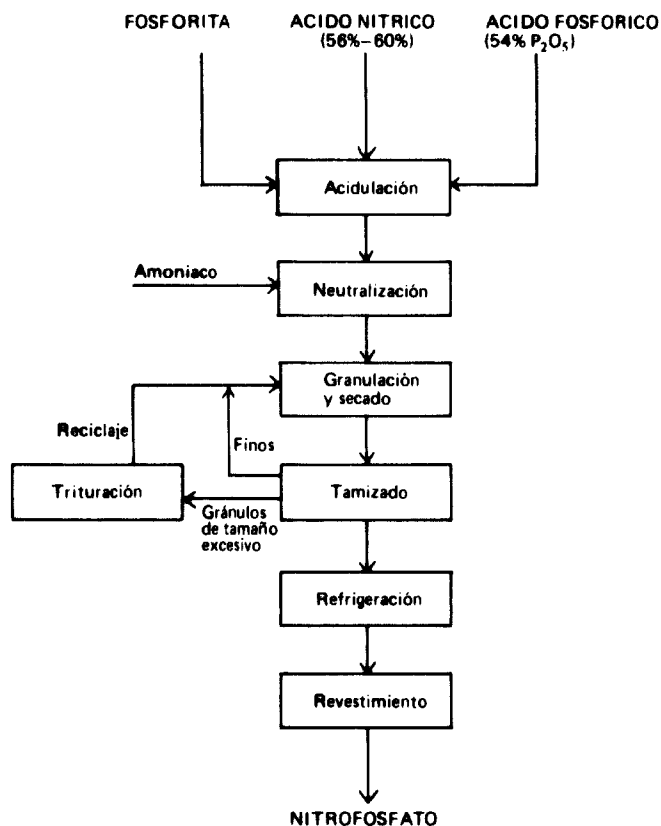 FOSFORITA
ACIDO NITRICO
(56%–60%)
ACIDO FOSFORICO
(54% P₂O₅)
Acidulación
Amoniaco
Neutralización
Granulación
y secado
Reciclaje
Finos
Trituración
Tamizado
Gránulos
de tamaño
excesivo
Refrigeración
Revestimiento
NITROFOSFATO